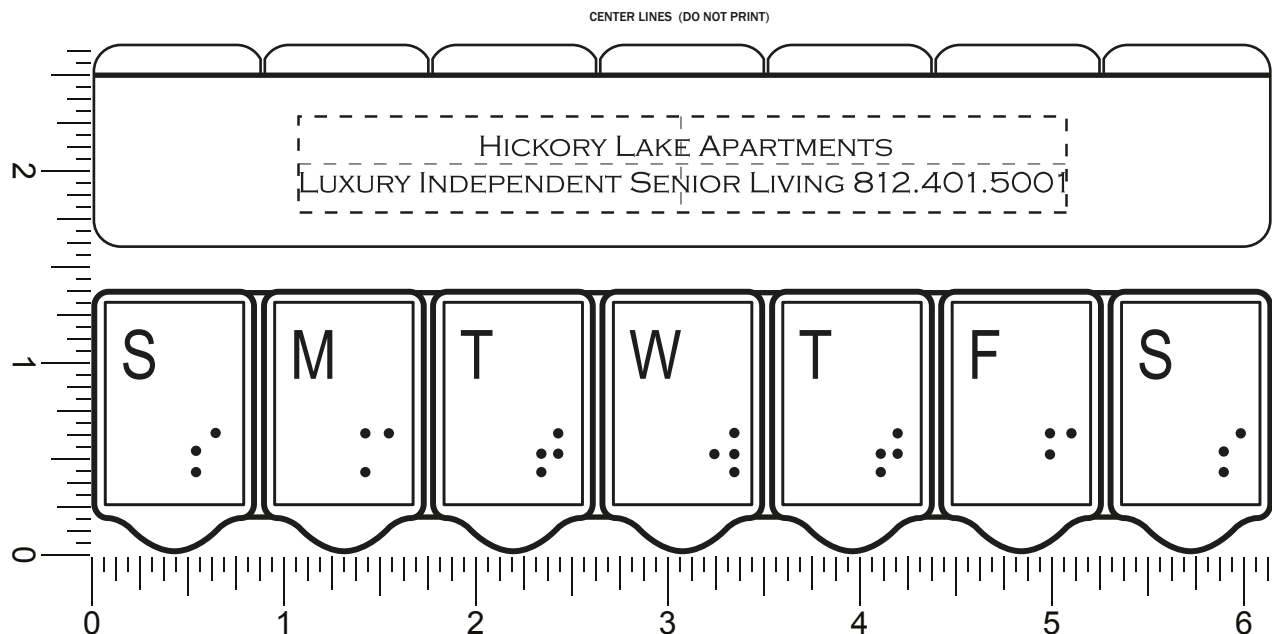 CENTER LINES (DO NOT PRINT)
HICKORY LAKE APARTMENTS
LUXURY INDEPENDENT SENIOR LIVING 812.401.5001
2
1
0
S M T W T F S
0 1 2 3 4 5 6